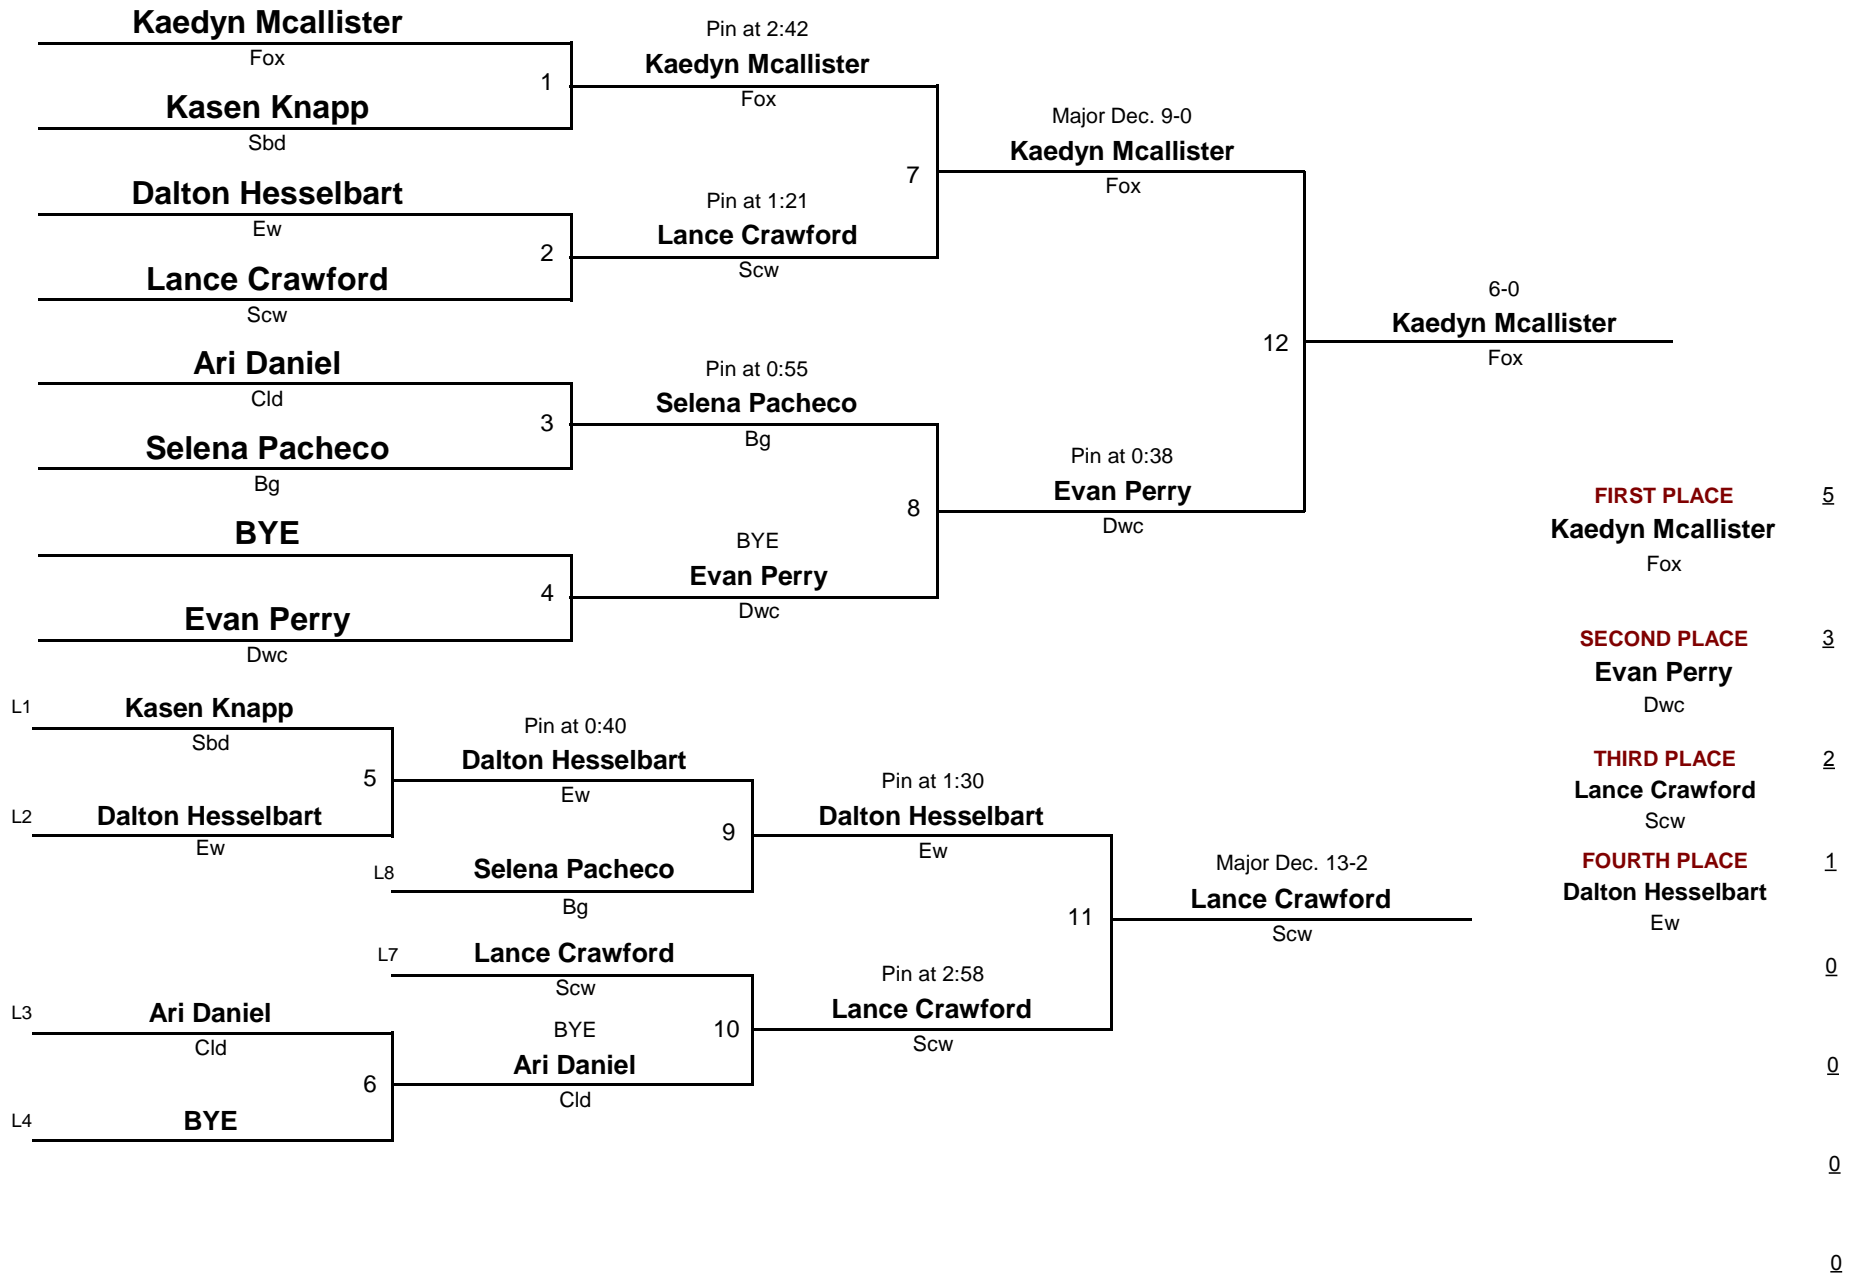 Kaedyn Mcallister
Fox
1
Kasen Knapp
Sbd
Dalton Hesselbart
Ew
2
Lance Crawford
Scw
Ari Daniel
Cld
3
Selena Pacheco
Bg
BYE
4
Evan Perry
Dwc
Pin at 2:42
Kaedyn Mcallister
Fox
7
Pin at 1:21
Lance Crawford
Scw
Pin at 0:55
Selena Pacheco
Bg
8
BYE
Evan Perry
Dwc
Major Dec. 9-0
Kaedyn Mcallister
Fox
12
Pin at 0:38
Evan Perry
Dwc
6-0
Kaedyn Mcallister
Fox
L1
Kasen Knapp
Sbd
5
L2
Dalton Hesselbart
Ew
L3
Ari Daniel
Cld
6
L4
BYE
Pin at 0:40
Dalton Hesselbart
Ew
9
L8
Selena Pacheco
Bg
L7
Lance Crawford
Scw
10
BYE
Ari Daniel
Cld
Pin at 1:30
Dalton Hesselbart
Ew
11
Pin at 2:58
Lance Crawford
Scw
Major Dec. 13-2
Lance Crawford
Scw
FIRST PLACE 5
Kaedyn Mcallister
Fox
SECOND PLACE 3
Evan Perry
Dwc
THIRD PLACE 2
Lance Crawford
Scw
FOURTH PLACE 1
Dalton Hesselbart
Ew
0
0
0
0